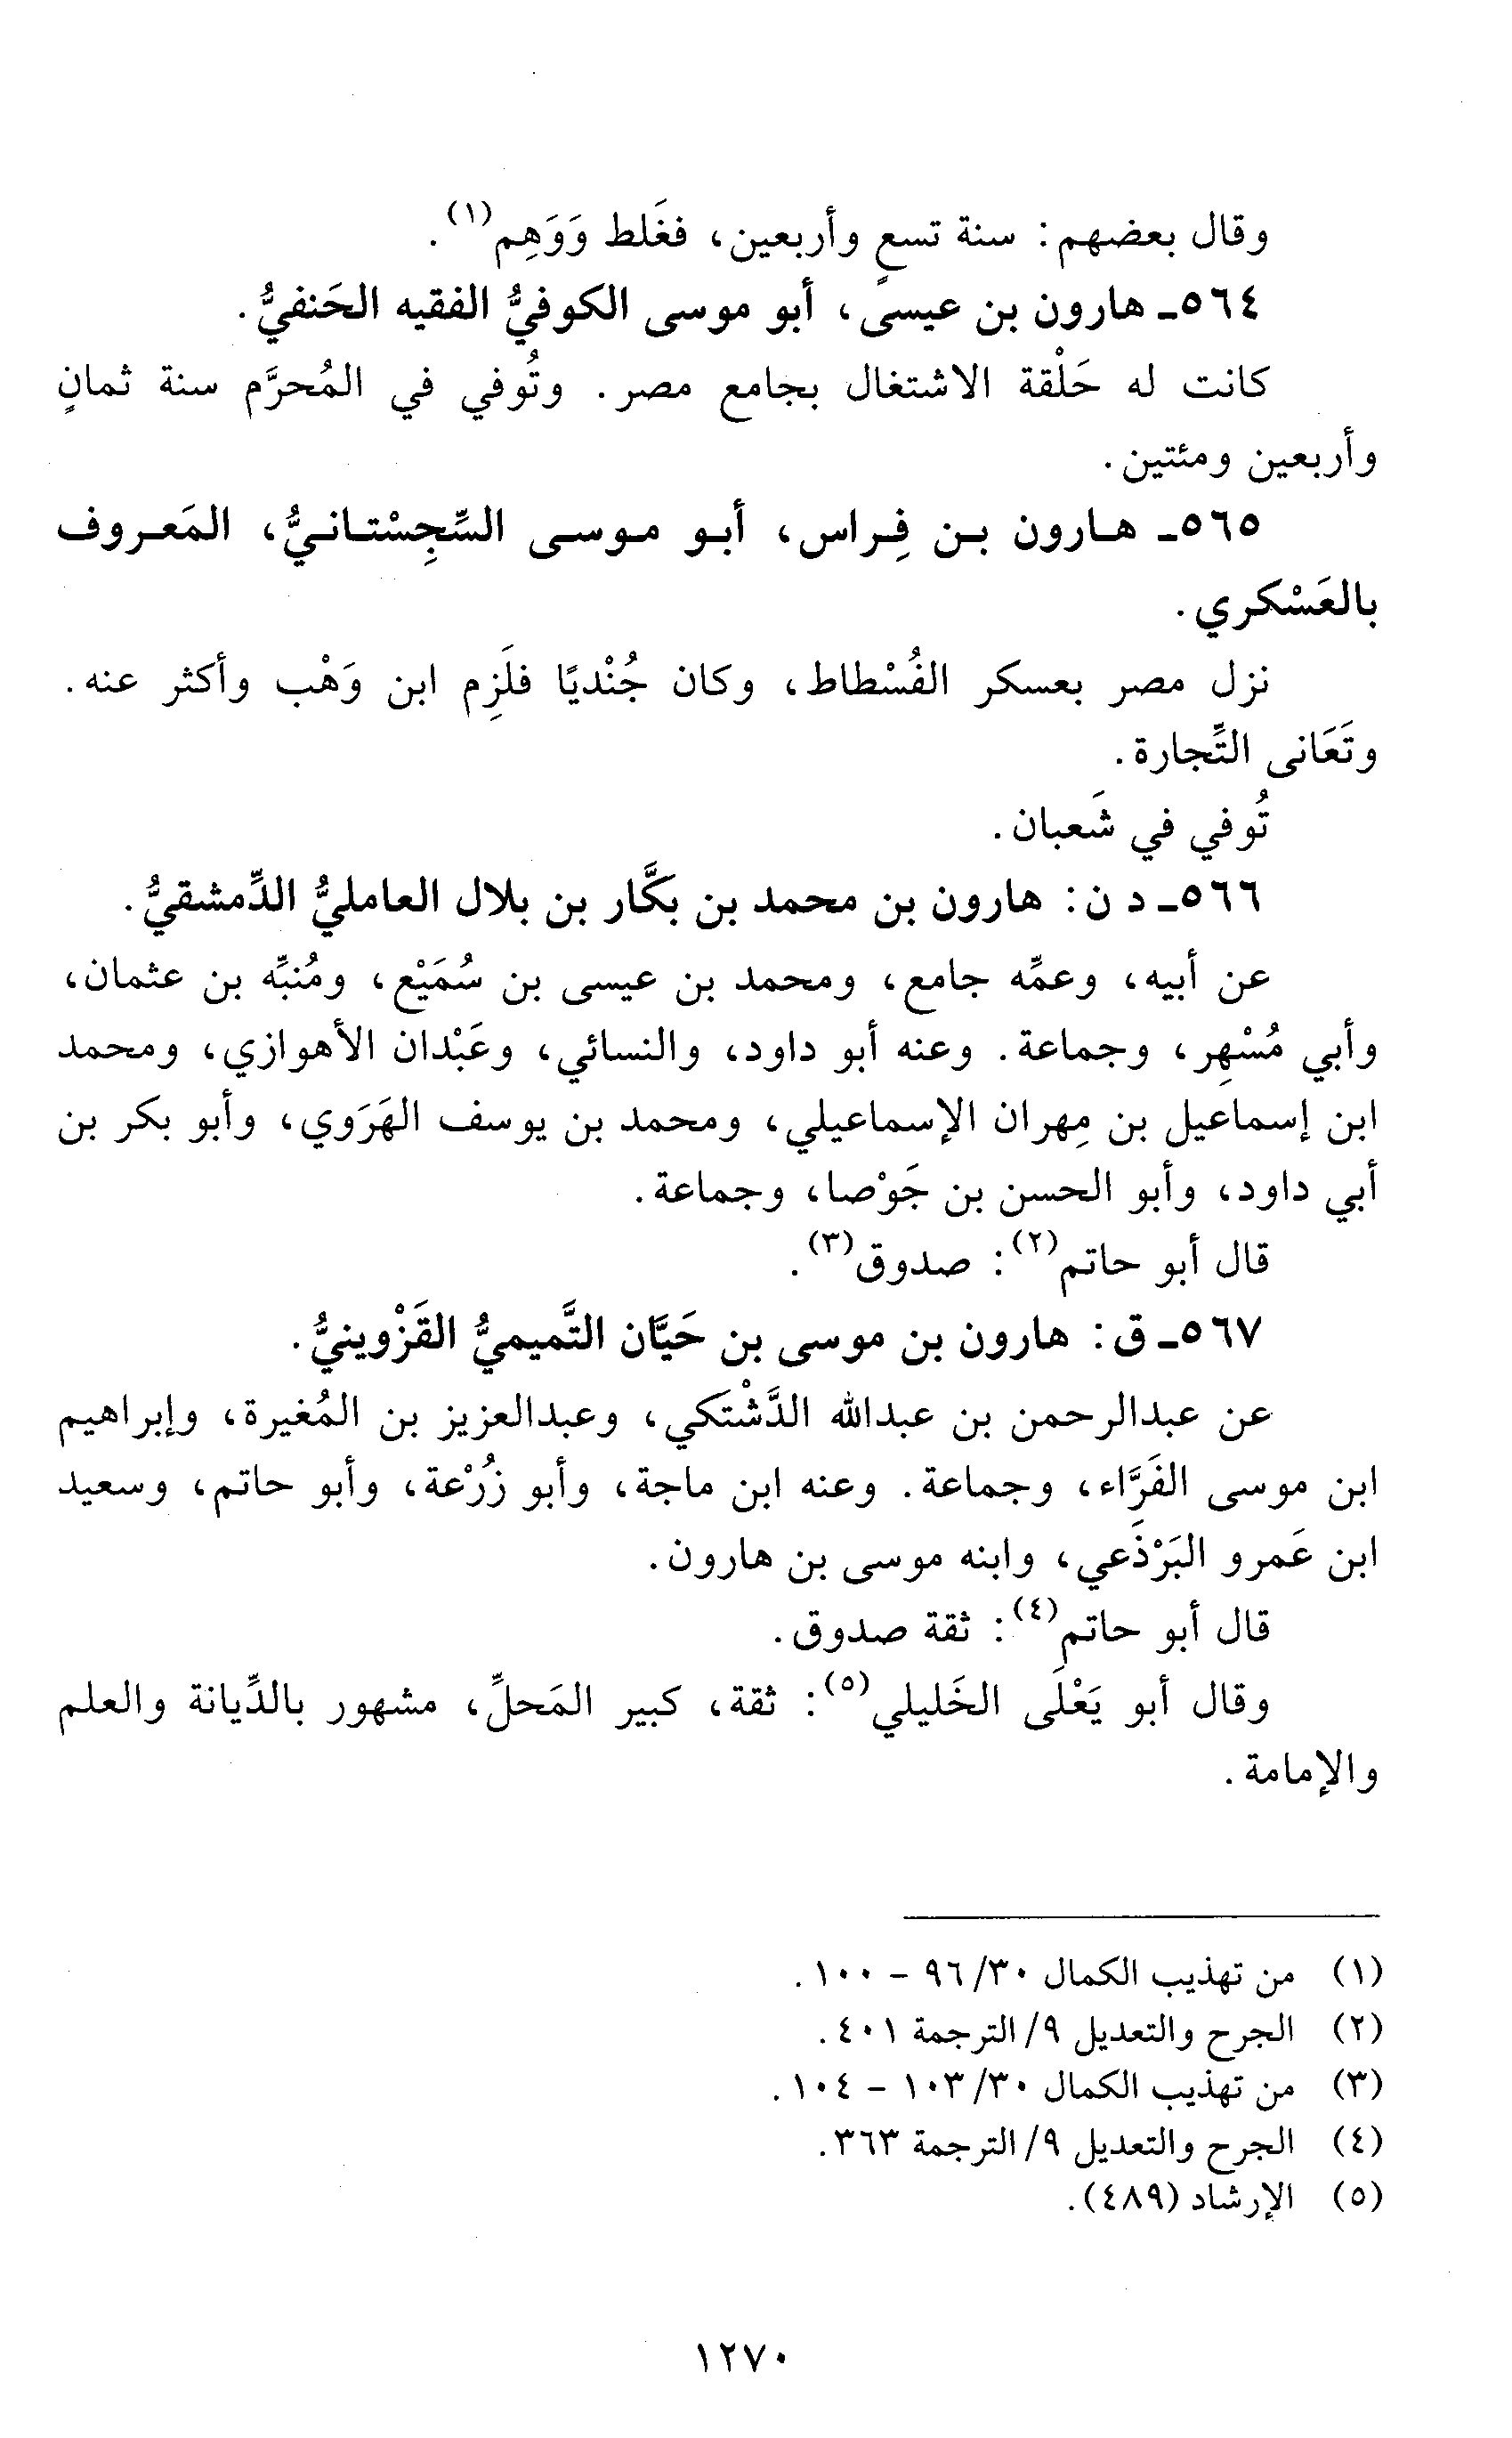 وقال بعضهم: سنة تسعٍ وأربعين، فغَلط وَوَهِم(١).
٥٦٤ـ هارون بن عيسى، أبو موسى الكوفيُّ الفقيه الحَنفيُّ.
كانت له حَلْقة الاشتغال بجامع مصر. وتُوفي في المُحرَّم سنة ثمانٍ
وأربعين ومئتين.
٥٦٥ـ هـارون بـن فِـراس، أبـو مـوسـى السِّجِسْتـانـيُّ، المَعـروف
بالعَسْكري.
نزل مصر بعسكر الفُسْطاط، وكان جُنْديًا فلَزِم ابن وَهْب وأكثر عنه.
وتَعَانى التِّجارة.
تُوفي في شَعبان.
٥٦٦ـ د ن: هارون بن محمد بن بكَّار بن بلال العامليُّ الدِّمشقيُّ.
عن أبيه، وعمِّه جامع، ومحمد بن عيسى بن سُمَيْع، ومُنبِّه بن عثمان،
وأبي مُسْهِر، وجماعة. وعنه أبو داود، والنسائي، وعَبْدان الأهوازي، ومحمد
ابن إسماعيل بن مِهران الإسماعيلي، ومحمد بن يوسف الهَرَوي، وأبو بكر بن
أبي داود، وأبو الحسن بن جَوْصا، وجماعة.
قال أبو حاتم(٢): صدوق(٣).
٥٦٧ـ ق: هارون بن موسى بن حَيَّان التَّميميُّ القَزْوينيُّ.
عن عبدالرحمن بن عبدالله الدَّشْتَكي، وعبدالعزيز بن المُغيرة، وإبراهيم
ابن موسى الفَرَّاء، وجماعة. وعنه ابن ماجة، وأبو زُرْعة، وأبو حاتم، وسعيد
ابن عَمرو البَرْذَعي، وابنه موسى بن هارون.
قال أبو حاتم(٤): ثقة صدوق.
وقال أبو يَعْلَى الخَليلي(٥): ثقة، كبير المَحلِّ، مشهور بالدِّيانة والعلم
والإمامة.
(١) من تهذيب الكمال ٣٠/ ٩٦ - ١٠٠.
(٢) الجرح والتعديل ٩/ الترجمة ٤٠١.
(٣) من تهذيب الكمال ٣٠/ ١٠٣ - ١٠٤.
(٤) الجرح والتعديل ٩/ الترجمة ٣٦٣.
(٥) الإرشاد (٤٨٩).
١٢٧٠